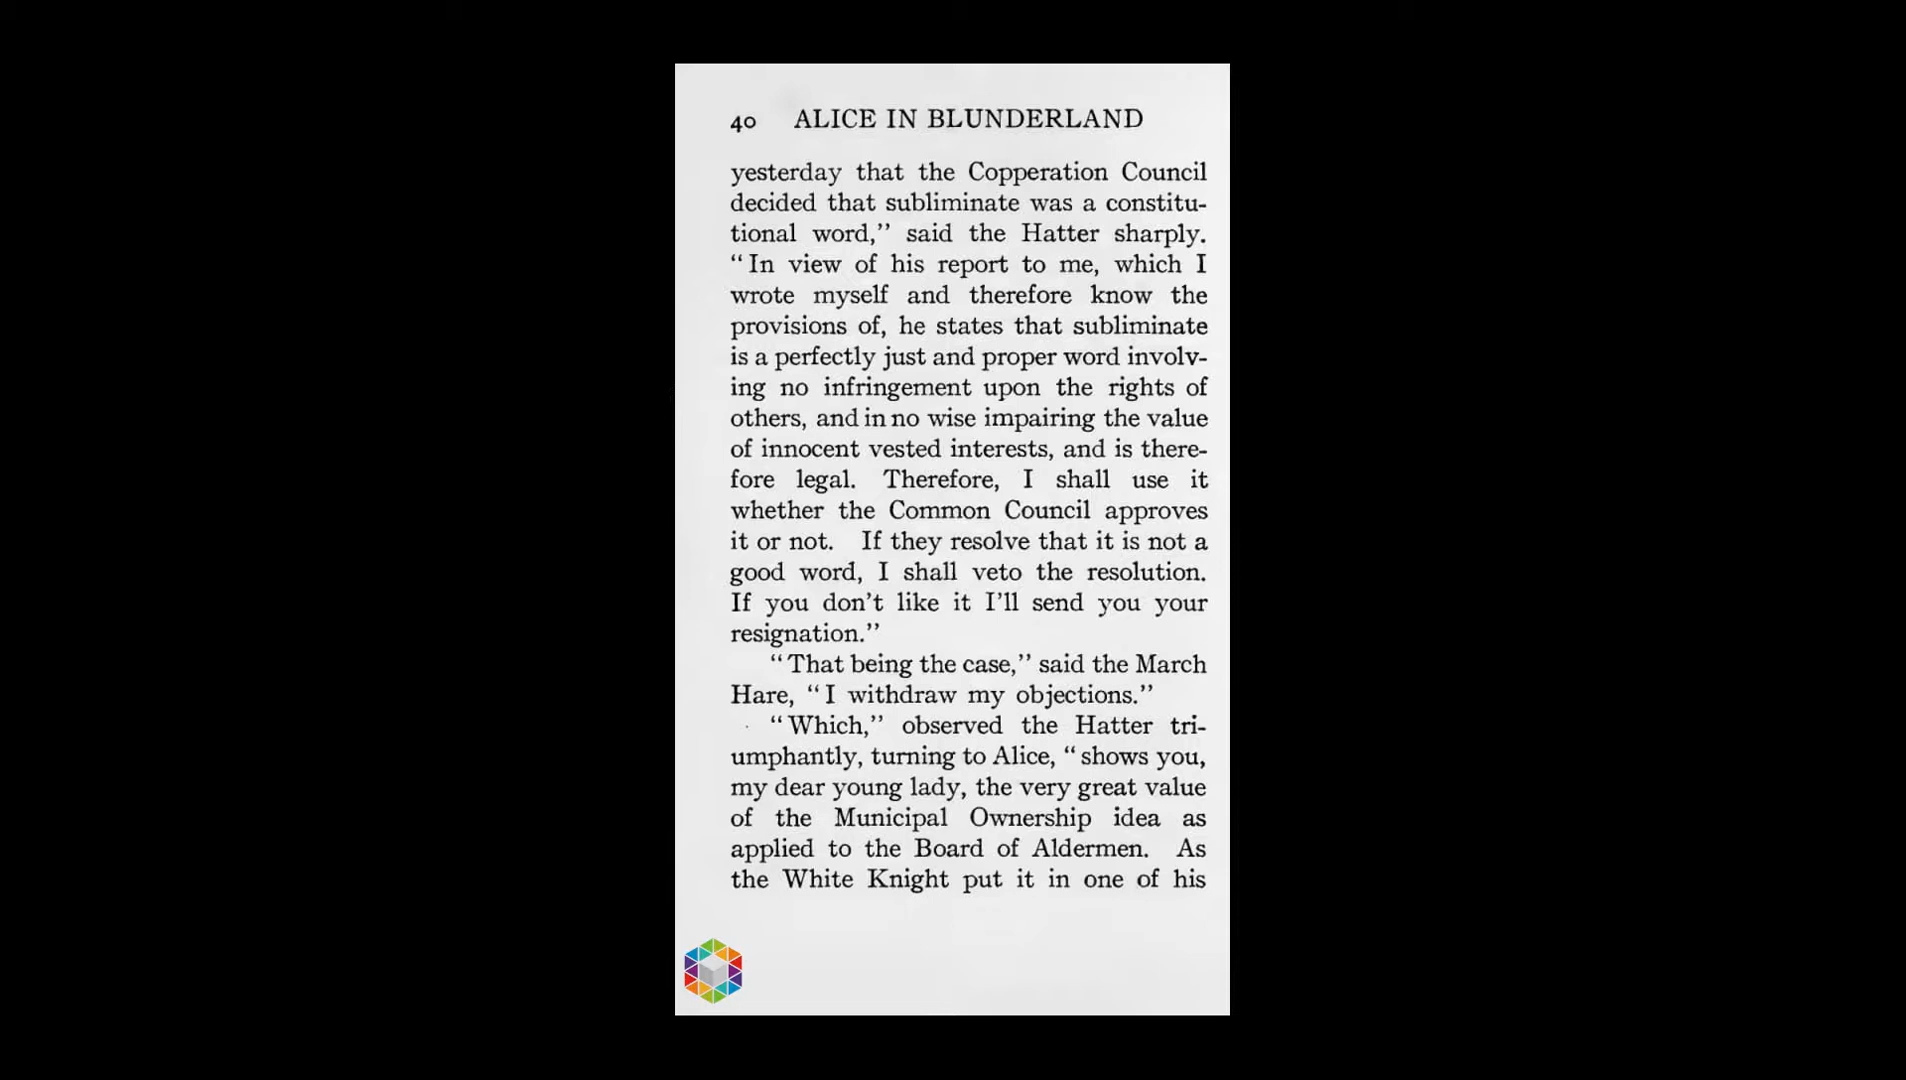 40 ALICE IN BLUNDERLAND
yesterday that the Copperation Council
decided that subliminate was a constitu-
tional word,” said the Hatter sharply.
“In view of his report to me, which I
wrote myself and therefore know the
provisions of, he states that subliminate
is a perfectly just and proper word involv-
ing no infringement upon the rights of
others, and in no wise impairing the value
of innocent vested interests, and is there-
fore legal. Therefore, I shall use it
whether the Common Council approves
it or not. If they resolve that it is not a
good word, I shall veto the resolution.
If you don’t like it I’ll send you your
resignation.”
“That being the case,” said the March
Hare, “I withdraw my objections.”
“Which,” observed the Hatter tri-
umphantly, turning to Alice, “shows you,
my dear young lady, the very great value
of the Municipal Ownership idea as
applied to the Board of Aldermen. As
the White Knight put it in one of his